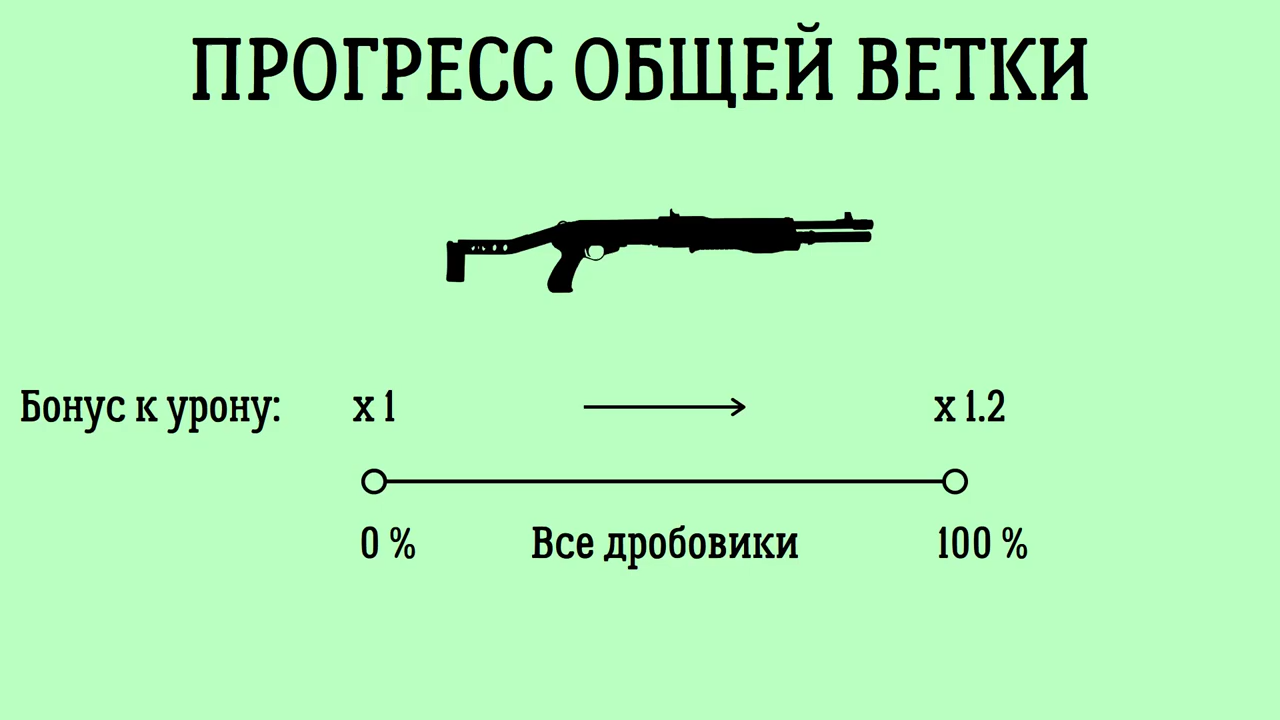 ПРОГРЕСС ОБЩЕЙ ВЕТКИ
Бонус к урону: x 1 x 1.2
0 % Все дробовики 100 %